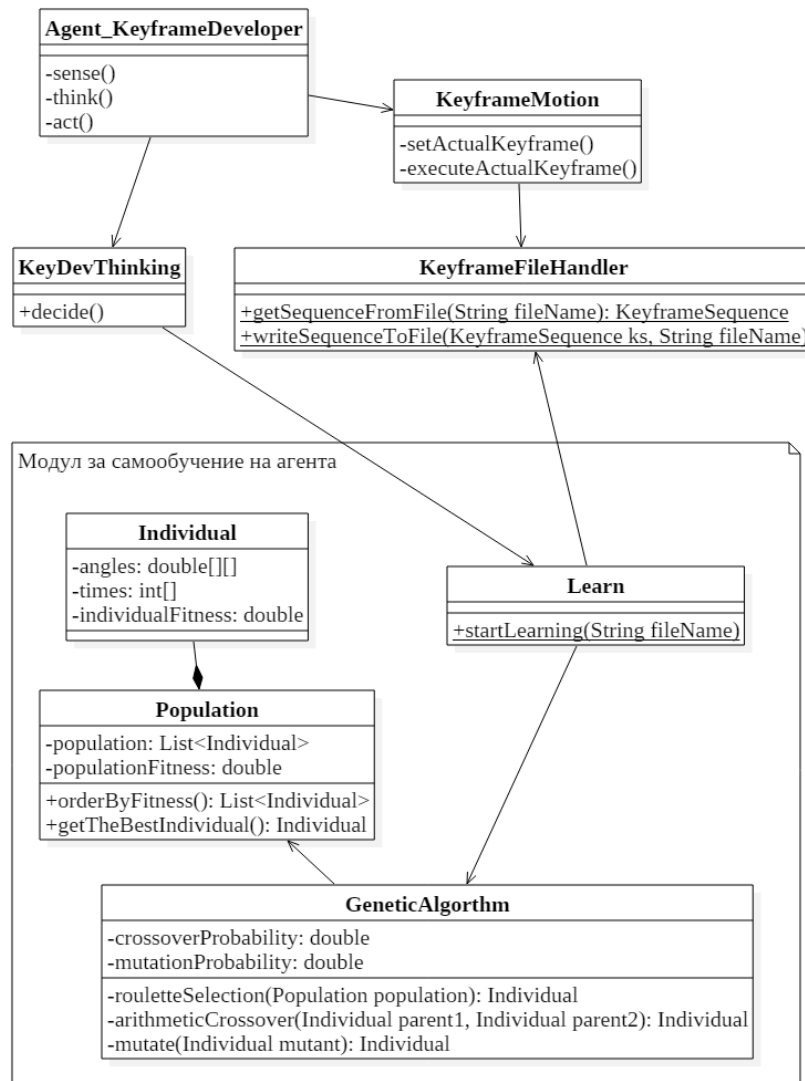 Agent_KeyframeDeveloper
-sense()
-think()
-act()
KeyframeMotion
-setActualKeyframe()
-executeActualKeyframe()
KeyDevThinking
+decide()
KeyframeFileHandler
+getSequenceFromFile(String fileName): KeyframeSequence
+writeSequenceToFile(KeyframeSequence ks, String fileName)
Модул за самообучение на агента
Individual
-angles: double[][]
-times: int[]
-individualFitness: double
Learn
+startLearning(String fileName)
Population
-population: List<Individual>
-populationFitness: double
+orderByFitness(): List<Individual>
+getTheBestIndividual(): Individual
GeneticAlgorthm
-crossoverProbability: double
-mutationProbability: double
-rouletteSelection(Population population): Individual
-arithmeticCrossover(Individual parent1, Individual parent2): Individual
-mutate(Individual mutant): Individual